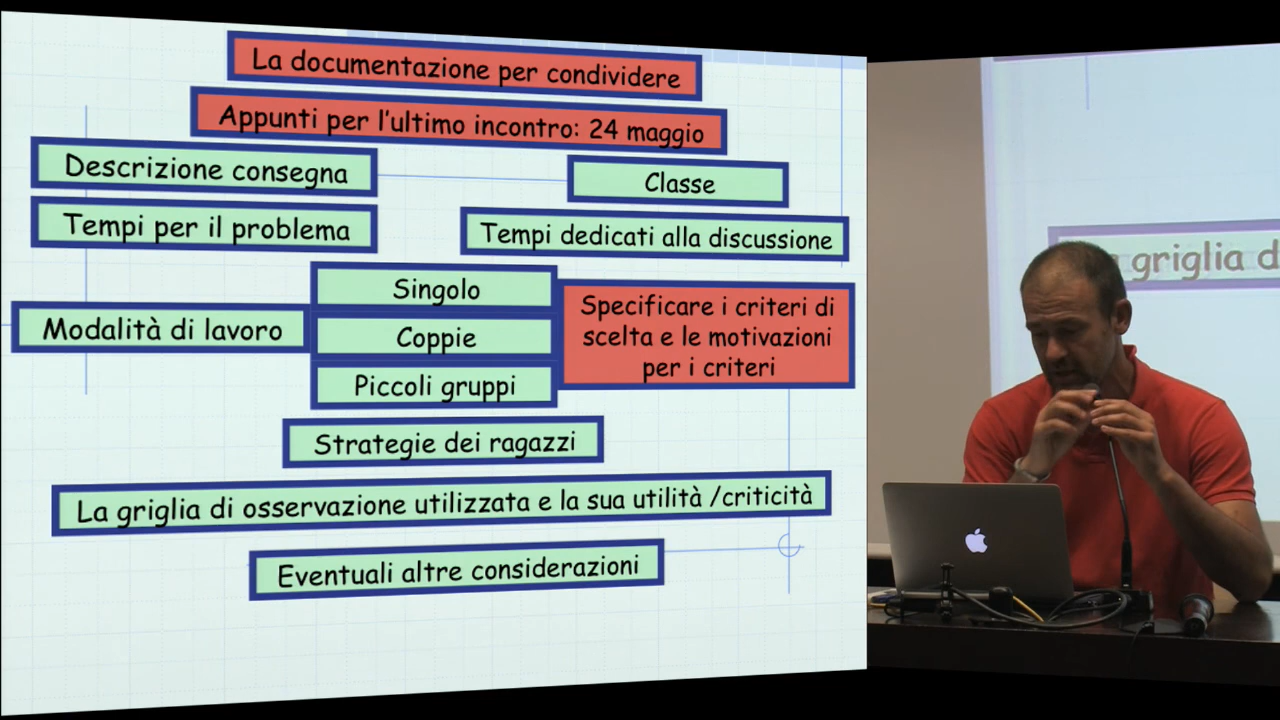 La documentazione per condividere
Appunti per l'ultimo incontro: 24 maggio
Descrizione consegna
Classe
Tempi per il problema
Tempi dedicati alla discussione
Modalità di lavoro
Singolo
Coppie
Piccoli gruppi
Specificare i criteri di
scelta e le motivazioni
per i criteri
Strategie dei ragazzi
La griglia di osservazione utilizzata e la sua utilità /criticità
Eventuali altre considerazioni
griglia d